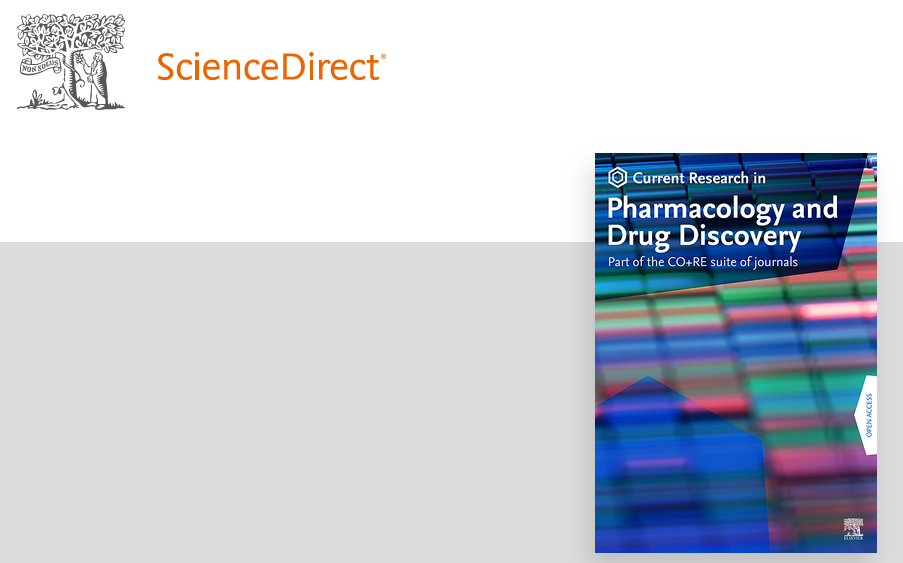 NON SOLUS
ScienceDirect®
Current Research in
Pharmacology and
Drug Discovery
Part of the CO+RE suite of journals
OPEN ACCESS
ELSEVIER